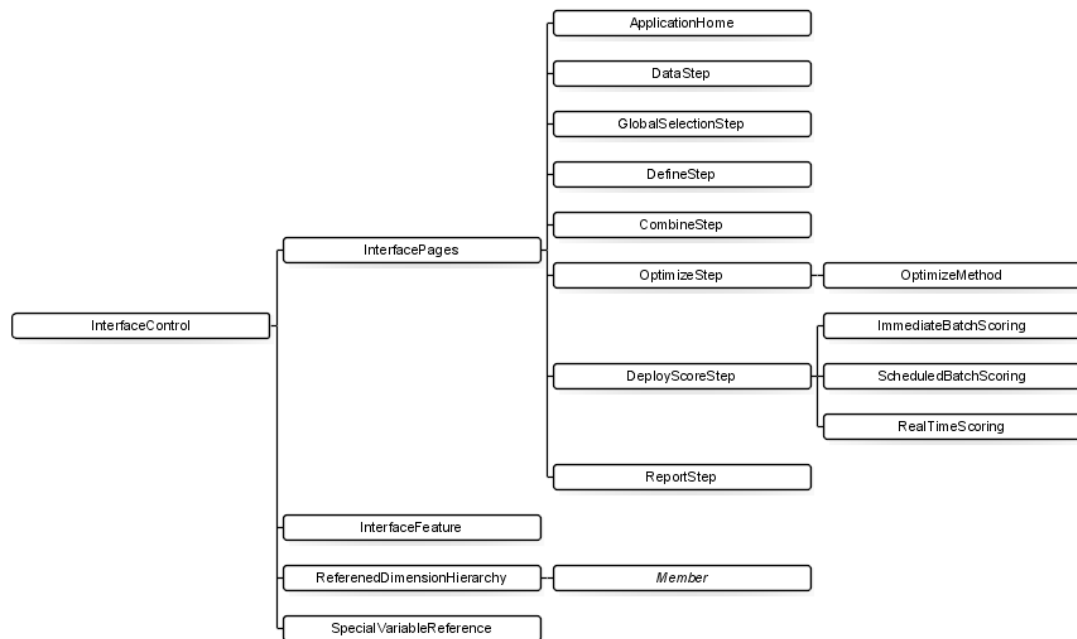 ApplicationHome
DataStep
GlobalSelectionStep
DefineStep
CombineStep
InterfacePages
OptimizeStep
OptimizeMethod
InterfaceControl
ImmediateBatchScoring
DeployScoreStep
ScheduledBatchScoring
RealTimeScoring
ReportStep
InterfaceFeature
ReferenedDimensionHierarchy
Member
SpecialVariableReference